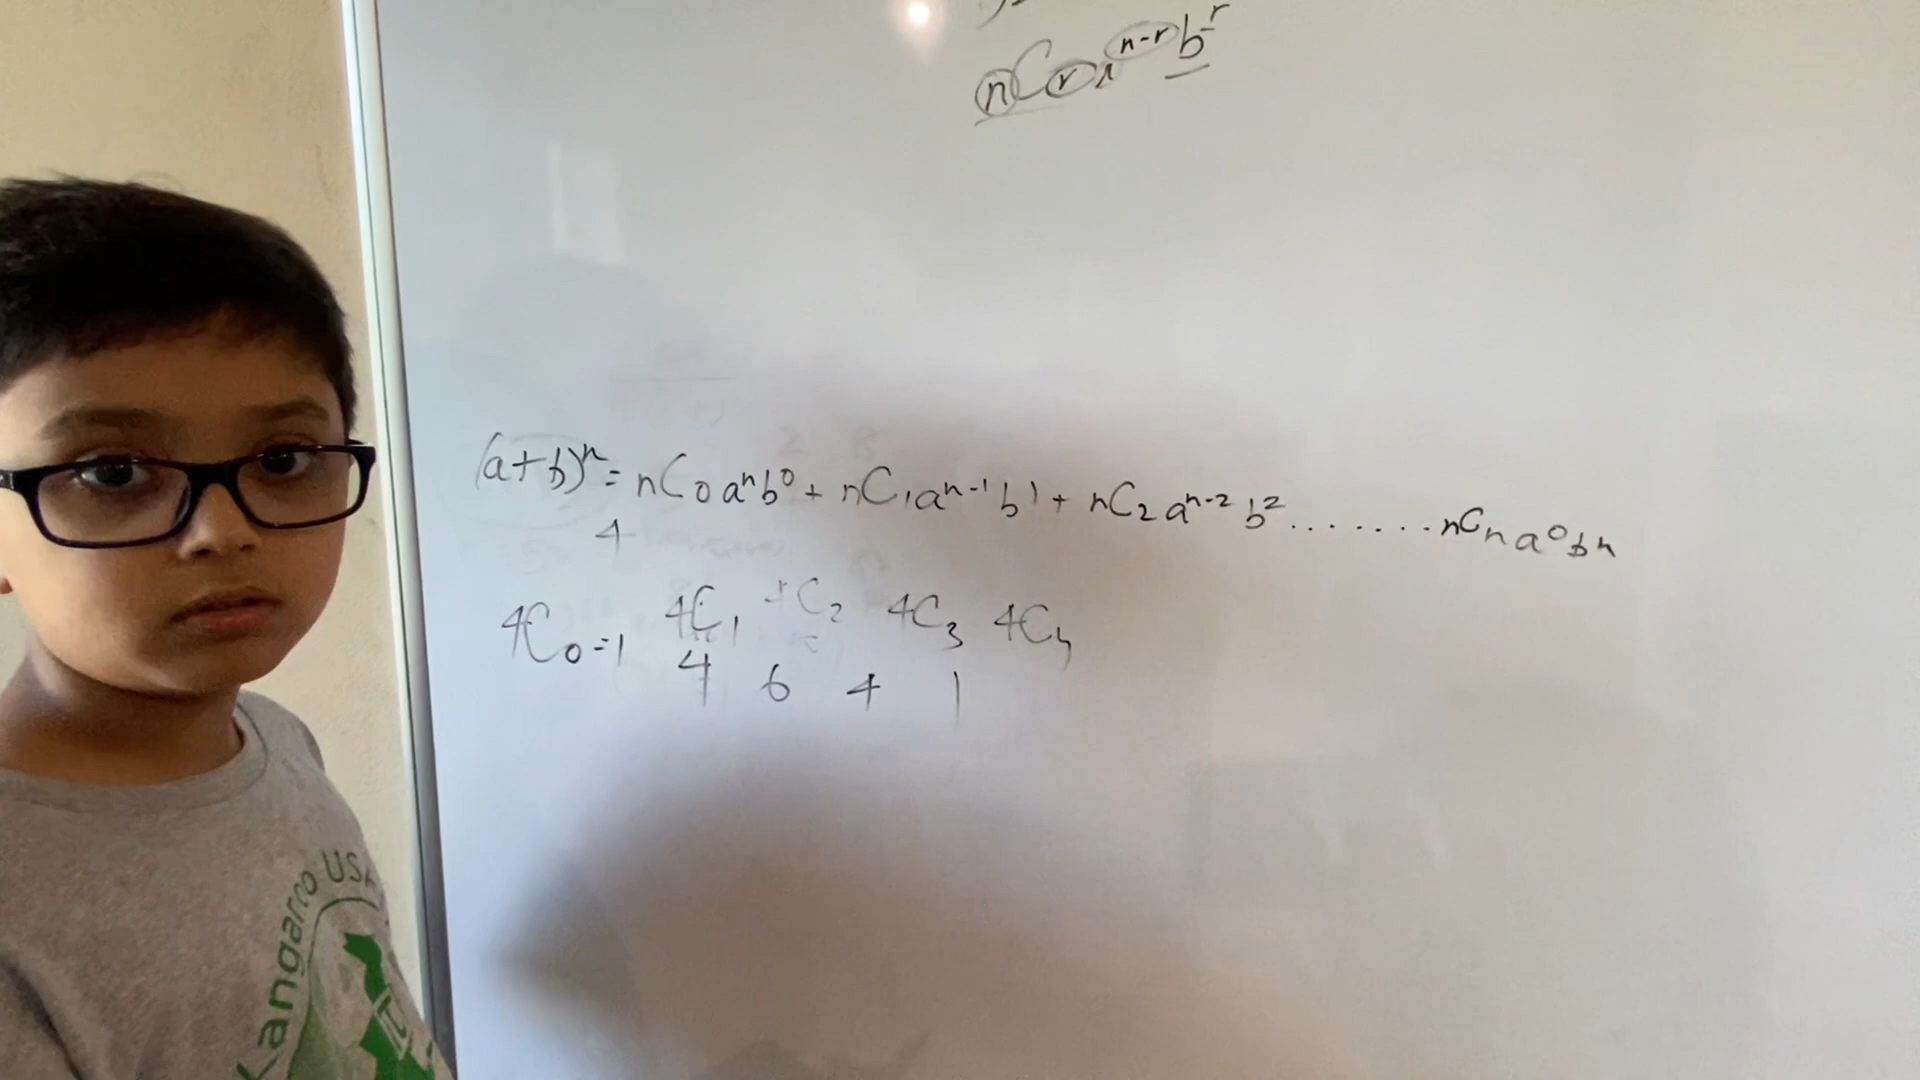 nCr x^n-r b^r
(a+b)^n = nC0 a^n b^0 + nC1 a^n-1 b^1 + nC2 a^n-2 b^2 ........ nCn a^0 b^n
4
4C0=1 4C1 C2 4C3 4C4
4 6 4 1
Kangaroo USA
π